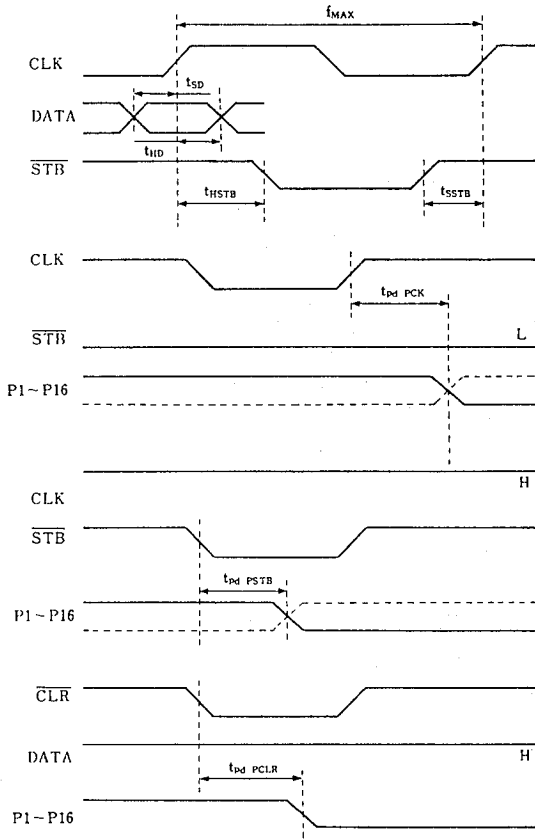 fMAX
CLK
tSD
DATA
tHD
STB
tHSTB
tSSTB
CLK
tpd PCK
STB
L
P1~P16
H
CLK
STB
tpd PSTB
P1~P16
CLR
DATA
H
tpd PCLR
P1~P16